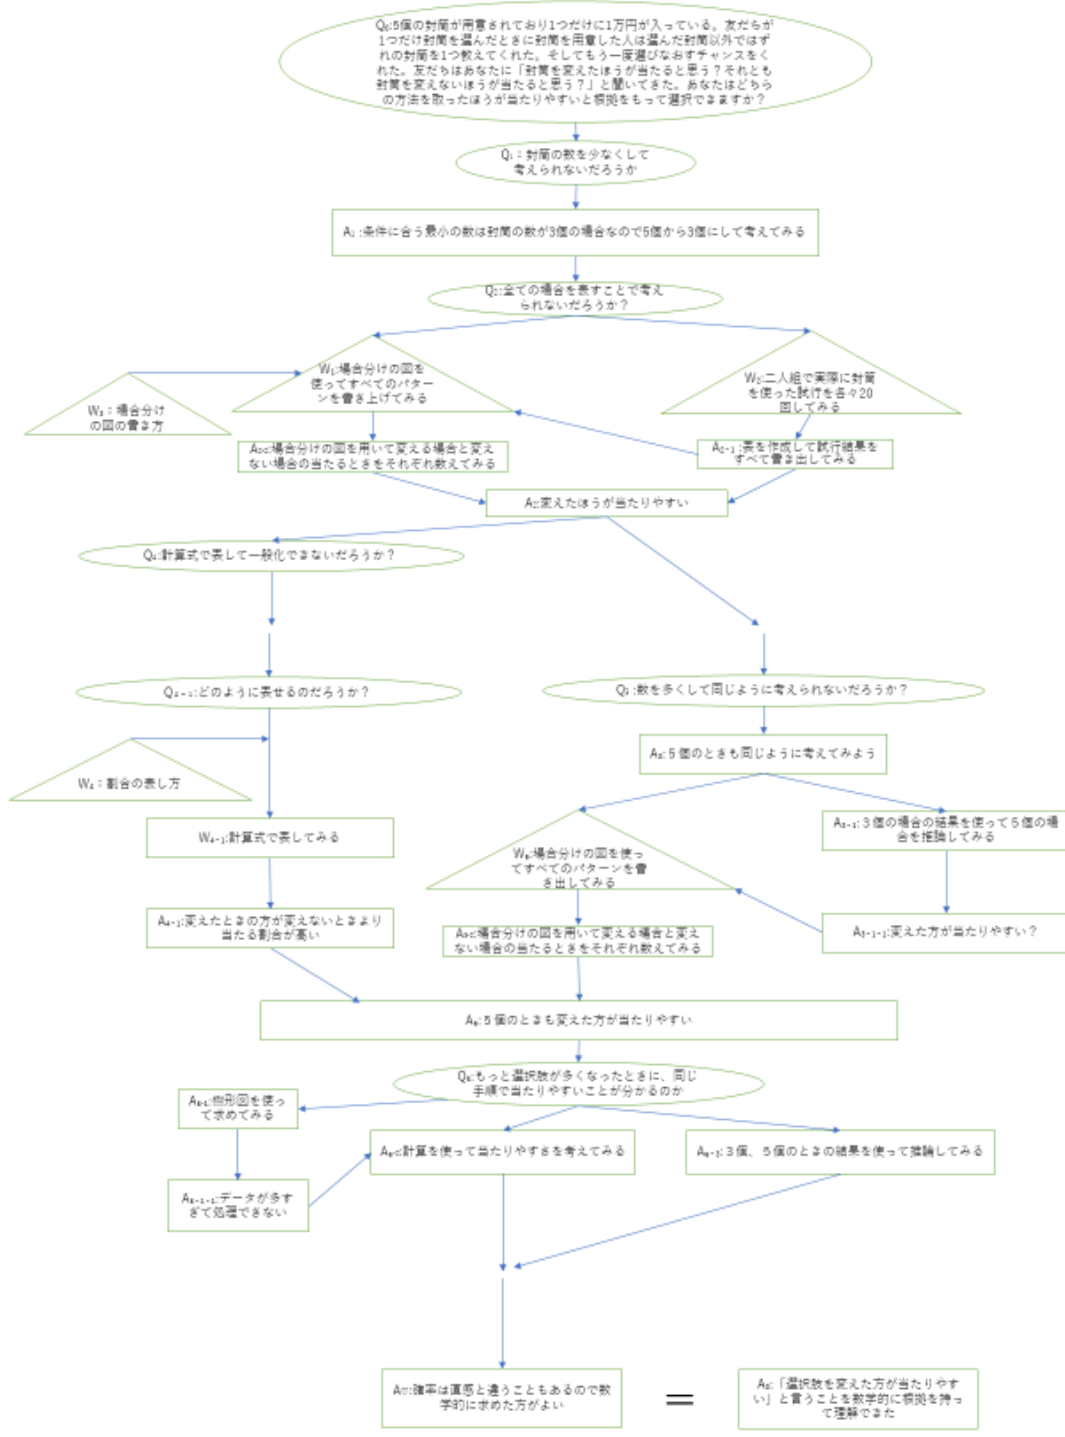 Q₀:5個の封筒が用意されており1つだけに1万円が入っている。友だちが
1つだけ封筒を選んだときに封筒を用意した人は選んだ封筒以外ではず
れの封筒を1つ教えてくれた。そしてもう一度選びなおすチャンスをく
れた。友だちはあなたに「封筒を変えたほうが当たると思う?それとも
封筒を変えないほうが当たると思う?」と聞いてきた。あなたはどちら
の方法を取ったほうが当たりやすいと根拠をもって選択できますか?
Q₁:封筒の数を少なくして
考えられないだろうか
A₁:条件に合う最小の数は封筒の数が3個の場合なので5個から3個にして考えてみる
Q₂:全ての場合を表すことで考え
られないだろうか?
W₁:場合分けの図を
使ってすべてのパター
ンを書き上げてみる
W₂:二人組で実際に封筒
を使った試行を各々20
回してみる
W₃:場合分け
の図の書き方
A₂₋₂:場合分けの図を用いて変える場合と変え
ない場合の当たるときをそれぞれ数えてみる
A₂₋₁:表を作成して試行結果を
すべて書き出してみる
A₂:変えたほうが当たりやすい
Q₄:計算式で表して一般化できないだろうか?
Q₄₋₁:どのように表せるのだろうか?
Q₃:数を多くして同じように考えられないだろうか?
W₄:割合の表し方
A₃:5個のときも同じように考えてみよう
W₄₋₁:計算式で表してみる
:場合分けの図を使っ
てすべてのパターンを書
き出してみる
A₃₋₁:3個の場合の結果を使って5個の場
合を推論してみる
A₄₋₁:変えたときの方が変えないときより
当たる割合が高い
A₃₋₂:場合分けの図を用いて変える場合と変え
ない場合の当たるときをそれぞれ数えてみる
A₃₋₁₋₁:変えた方が当たりやすい?
:5個のときも変えた方が当たりやすい
:もっと選択肢が多くなったときに、同じ
手順で当たりやすいことが分かるのか
:樹形図を使っ
て求めてみる
:計算を使って当たりやすさを考えてみる
:3個、5個のときの結果を使って推論してみる
:データが多す
ぎて処理できない
:確率は直感と違うこともあるので数
学的に求めた方がよい
=
:「選択肢を変えた方が当たりやす
い」と言うことを数学的に根拠を持っ
て理解できた